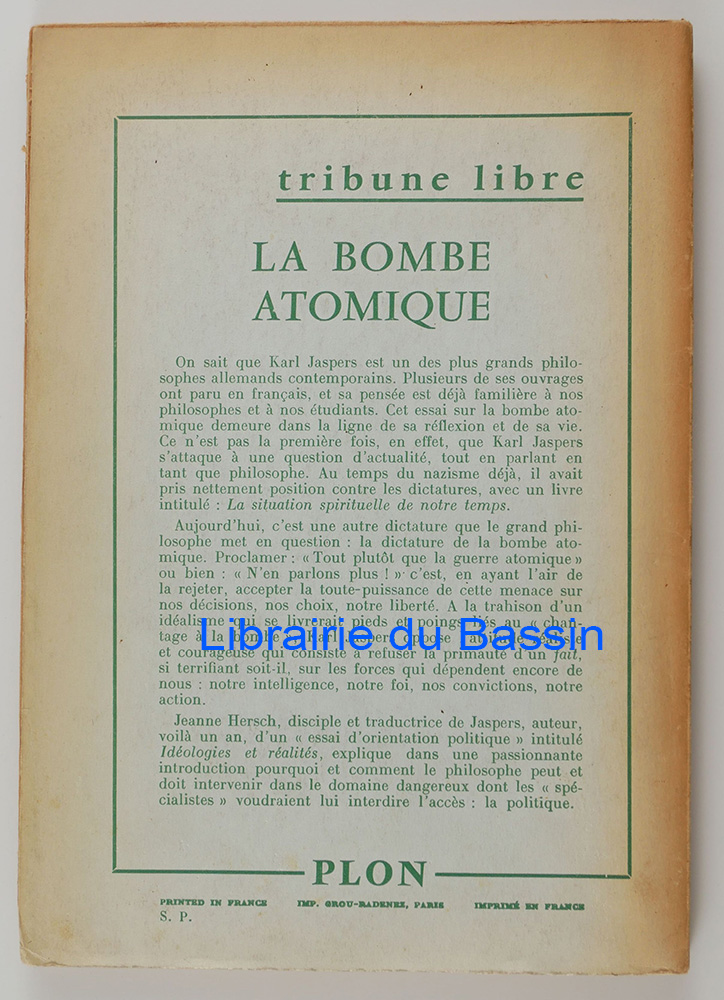 tribune libre
LA BOMBE
ATOMIQUE
On sait que Karl Jaspers est un des plus grands philo-
sophes allemands contemporains. Plusieurs de ses ouvrages
ont paru en français, et sa pensée est déjà familière à nos
philosophes et à nos étudiants. Cet essai sur la bombe ato-
mique demeure dans la ligne de sa réflexion et de sa vie.
Ce n'est pas la première fois, en effet, que Karl Jaspers
s'attaque à une question d'actualité, tout en parlant en
tant que philosophe. Au temps du nazisme déjà, il avait
pris nettement position contre les dictatures, avec un livre
intitulé : La situation spirituelle de notre temps.
Aujourd'hui, c'est une autre dictature que le grand phi-
losophe met en question : la dictature de la bombe ato-
mique. Proclamer : « Tout plutôt que la guerre atomique »
ou bien : « N'en parlons plus ! » c'est, en ayant l'air de
la rejeter, accepter la toute-puissance de cette menace sur
nos décisions, nos choix, notre liberté. A la trahison d'un
idéalisme qui se livrerait pieds et poings liés au « chan-
tage à la bombe », Karl Jaspers oppose
Librairie du Bassin
et courageuse qui consiste à refuser la primauté d'un fait,
si terrifiant soit-il, sur les forces qui dépendent encore de
nous : notre intelligence, notre foi, nos convictions, notre
action.
Jeanne Hersch, disciple et traductrice de Jaspers, auteur,
voilà un an, d'un « essai d'orientation politique » intitulé
Idéologies et réalités, explique dans une passionnante
introduction pourquoi et comment le philosophe peut et
doit intervenir dans le domaine dangereux dont les « spé-
cialistes » voudraient lui interdire l'accès : la politique.
PLON
PRINTED IN FRANCE IMP. GROU-RADENEZ, PARIS IMPRIMÉ EN FRANCE
S. P.